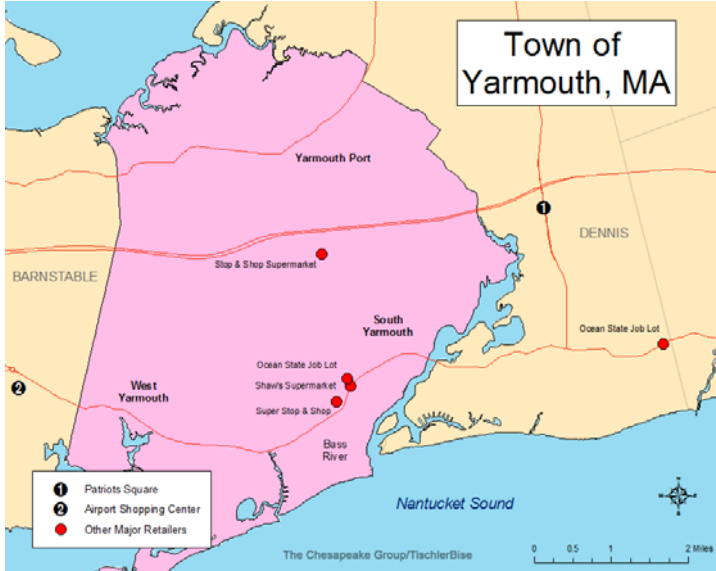 Town of
Yarmouth, MA
Yarmouth Port
1
DENNIS
BARNSTABLE
Stop & Shop Supermarket
South
Yarmouth
Ocean State Job Lot
Ocean State Job Lot
Shaw's Supermarket
2
West
Yarmouth
Super Stop & Shop
Bass
River
1 Patriots Square
2 Airport Shopping Center
Other Major Retailers
Nantucket Sound
The Chesapeake Group/TischlerBise
0 0.5 1 2 Miles